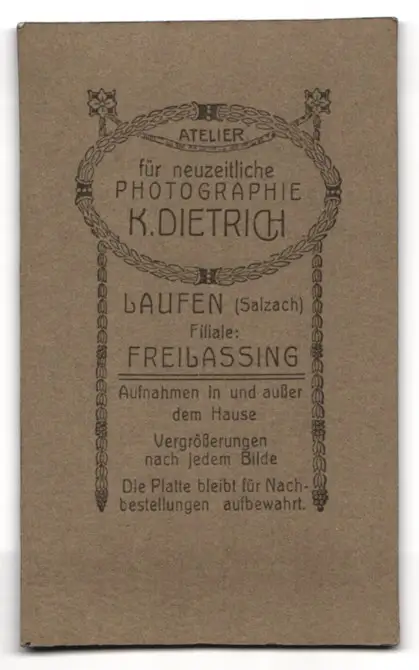 ATELIER
für neuzeitliche
PHOTOGRAPHIE
K. DIETRICH
LAUFEN (Salzach)
Filiale:
FREILASSING
Aufnahmen in und außer
dem Hause
Vergrößerungen
nach jedem Bilde
Die Platte bleibt für Nach-
bestellungen aufbewahrt.